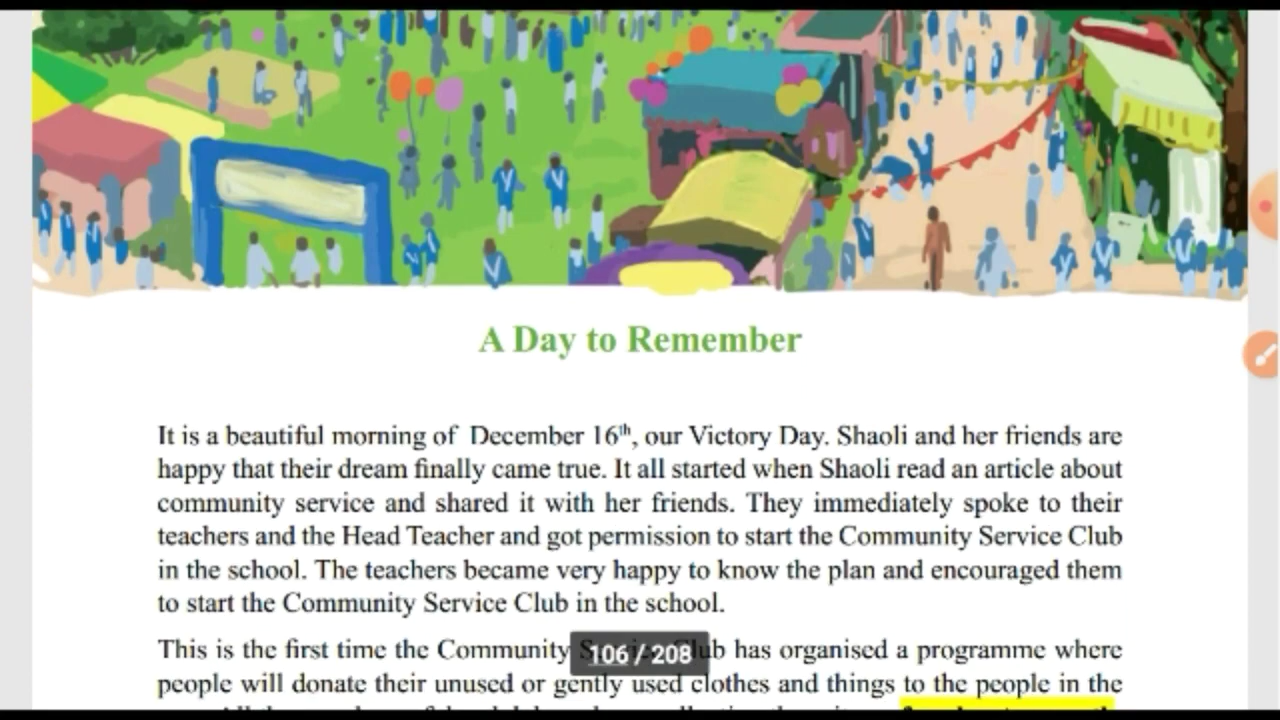 A Day to Remember
It is a beautiful morning of December 16th, our Victory Day. Shaoli and her friends are
happy that their dream finally came true. It all started when Shaoli read an article about
community service and shared it with her friends. They immediately spoke to their
teachers and the Head Teacher and got permission to start the Community Service Club
in the school. The teachers became very happy to know the plan and encouraged them
to start the Community Service Club in the school.
This is the first time the Community Club has organised a programme where
106 / 208
people will donate their unused or gently used clothes and things to the people in the